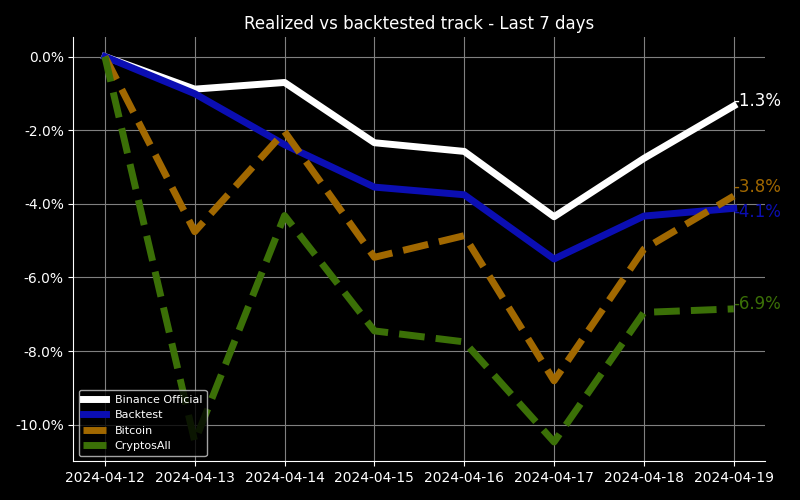 Realized vs backtested track - Last 7 days
0.0%
-2.0%
-4.0%
-6.0%
-8.0%
-10.0%
-1.3%
-3.8%
-4.1%
-6.9%
Binance Official
Backtest
Bitcoin
CryptosAll
2024-04-12 2024-04-13 2024-04-14 2024-04-15 2024-04-16 2024-04-17 2024-04-18 2024-04-19